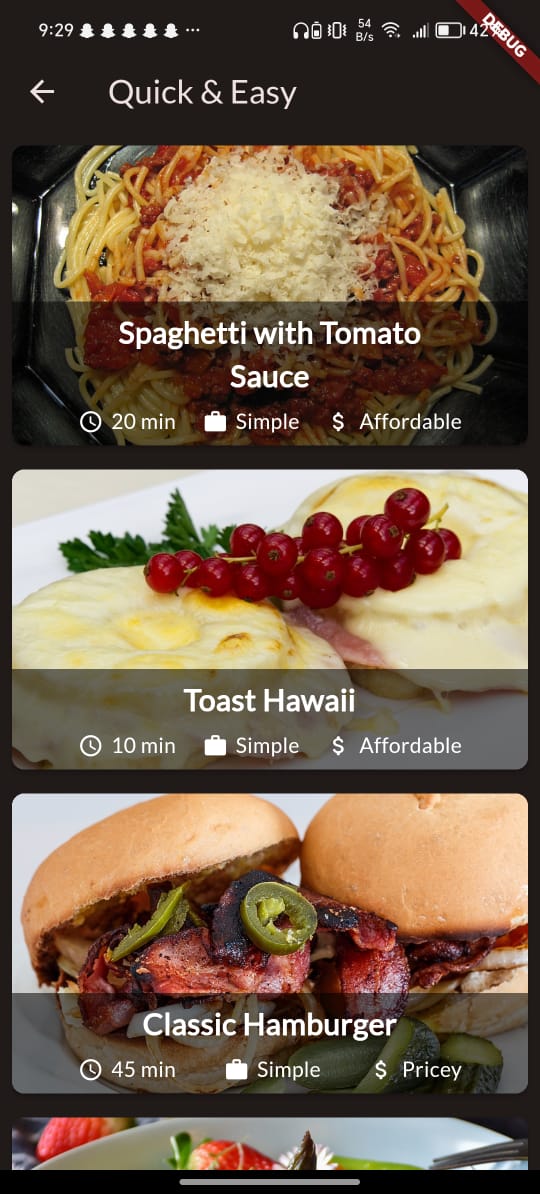 9:29 ... 54 B/s 42
DEBUG
Quick & Easy
Spaghetti with Tomato
Sauce
20 min Simple $ Affordable
Toast Hawaii
10 min Simple $ Affordable
Classic Hamburger
45 min Simple $ Pricey